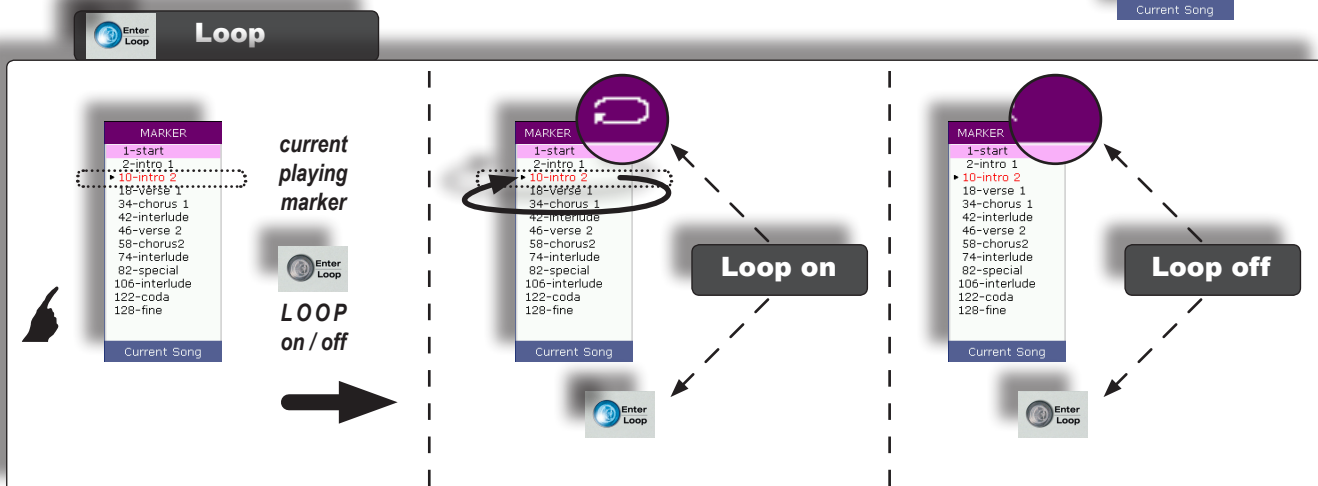 Current Song
Enter
Loop
Loop
MARKER
1-start
2-intro 1
10-intro 2
18-verse 1
34-chorus 1
42-interlude
46-verse 2
58-chorus2
74-interlude
82-special
106-interlude
122-coda
128-fine
Current Song
current
playing
marker
Enter
Loop
LOOP
on / off
MARKER
1-start
2-intro 1
10-intro 2
18-verse 1
34-chorus 1
42-interlude
46-verse 2
58-chorus2
74-interlude
82-special
106-interlude
122-coda
128-fine
Current Song
Loop on
Enter
Loop
MARKER
1-start
2-intro 1
10-intro 2
18-verse 1
34-chorus 1
42-interlude
46-verse 2
58-chorus2
74-interlude
82-special
106-interlude
122-coda
128-fine
Current Song
Loop off
Enter
Loop